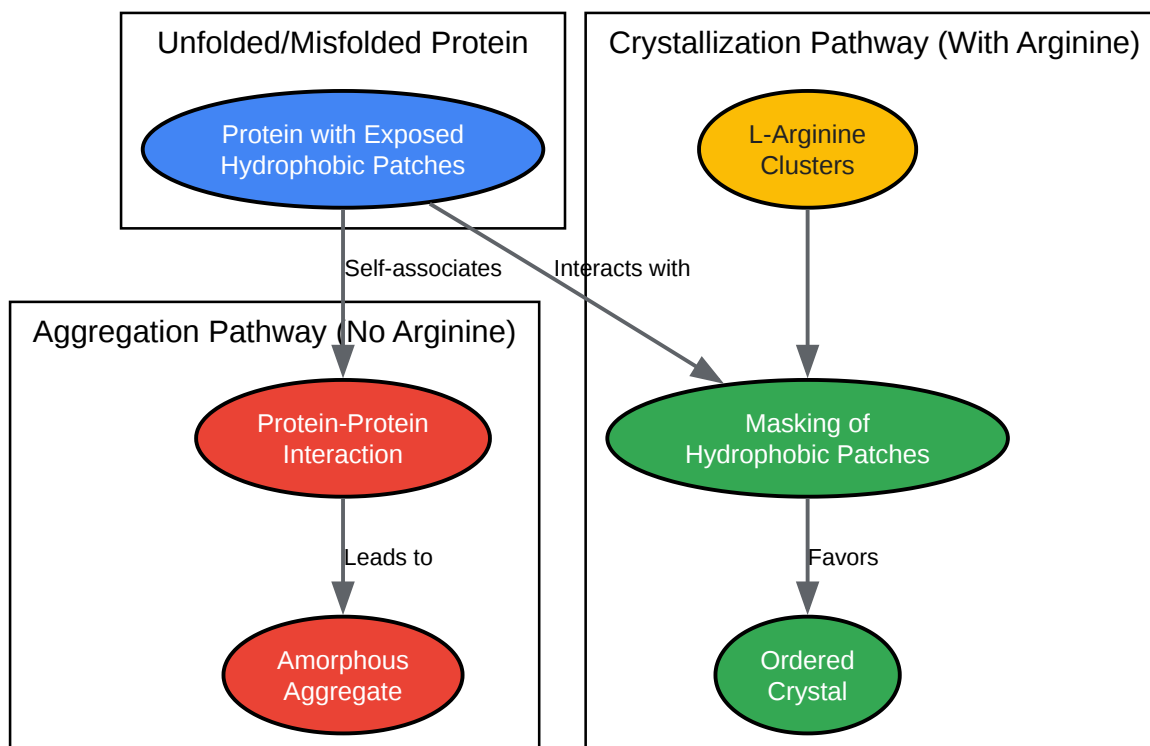 Unfolded/Misfolded Protein
Protein with Exposed
Hydrophobic Patches
Crystallization Pathway (With Arginine)
L-Arginine
Clusters
Self-associates
Interacts with
Aggregation Pathway (No Arginine)
Protein-Protein
Interaction
Masking of
Hydrophobic Patches
Leads to
Favors
Amorphous
Aggregate
Ordered
Crystal